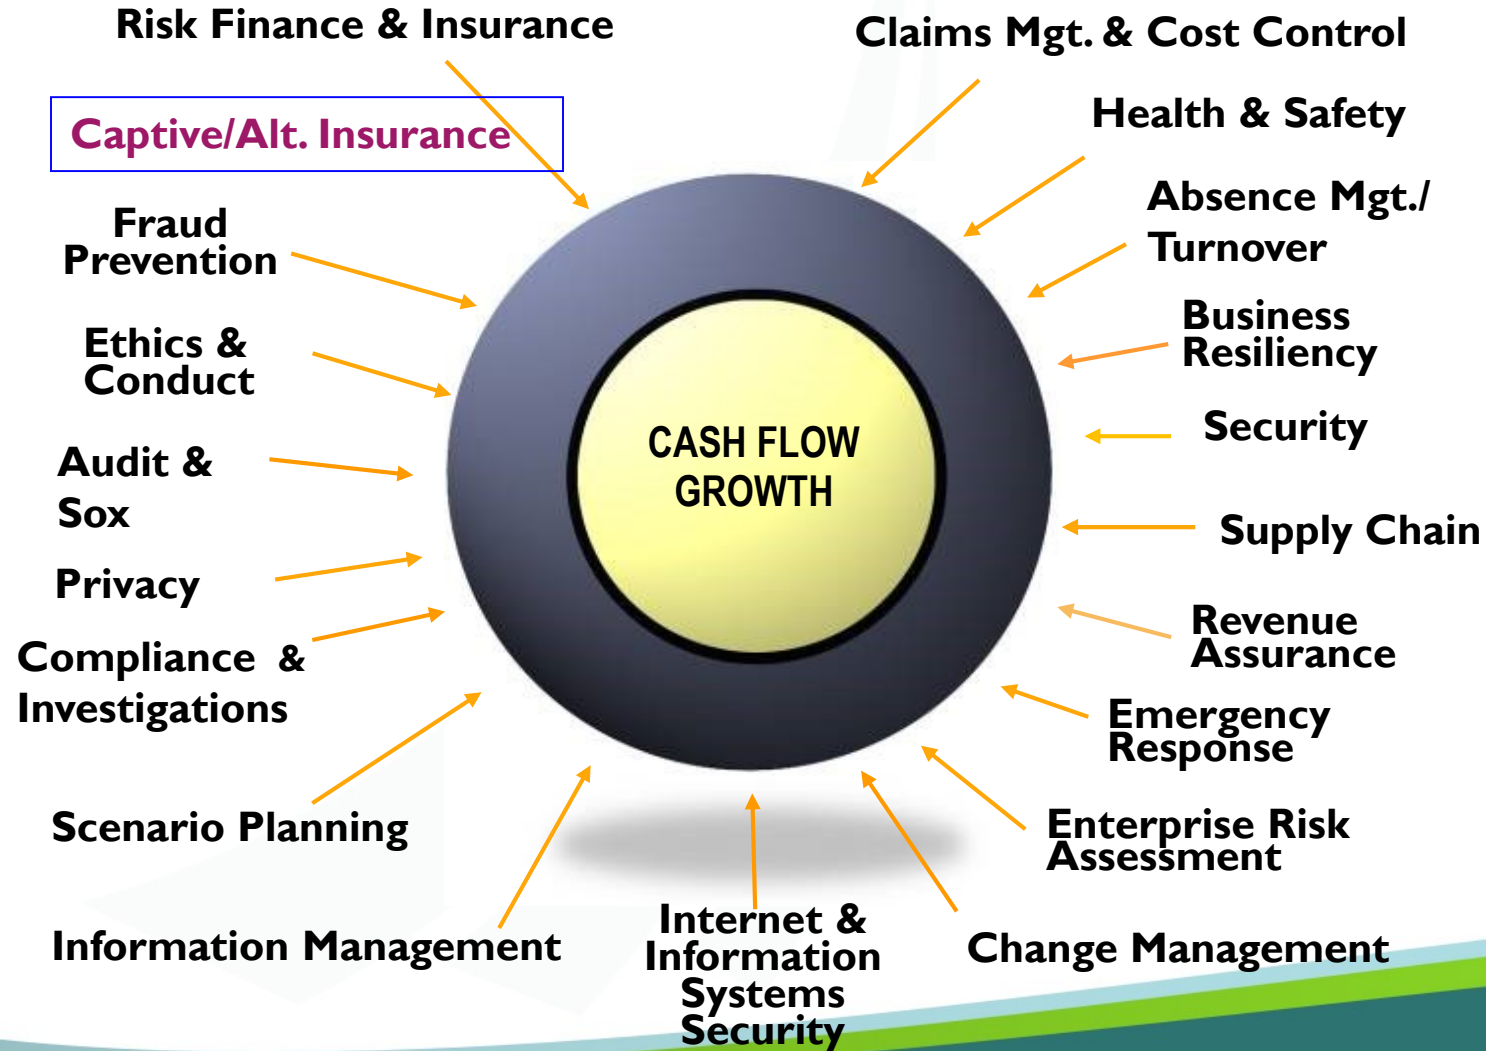 Risk Finance & Insurance
Claims Mgt. & Cost Control
Captive/Alt. Insurance
Health & Safety
Fraud
Prevention
Absence Mgt./
Turnover
Ethics &
Conduct
Business
Resiliency
CASH FLOW
GROWTH
Security
Audit &
Sox
Supply Chain
Privacy
Revenue
Assurance
Compliance &
Investigations
Emergency
Response
Scenario Planning
Enterprise Risk
Assessment
Information Management
Internet &
Information
Systems
Security
Change Management